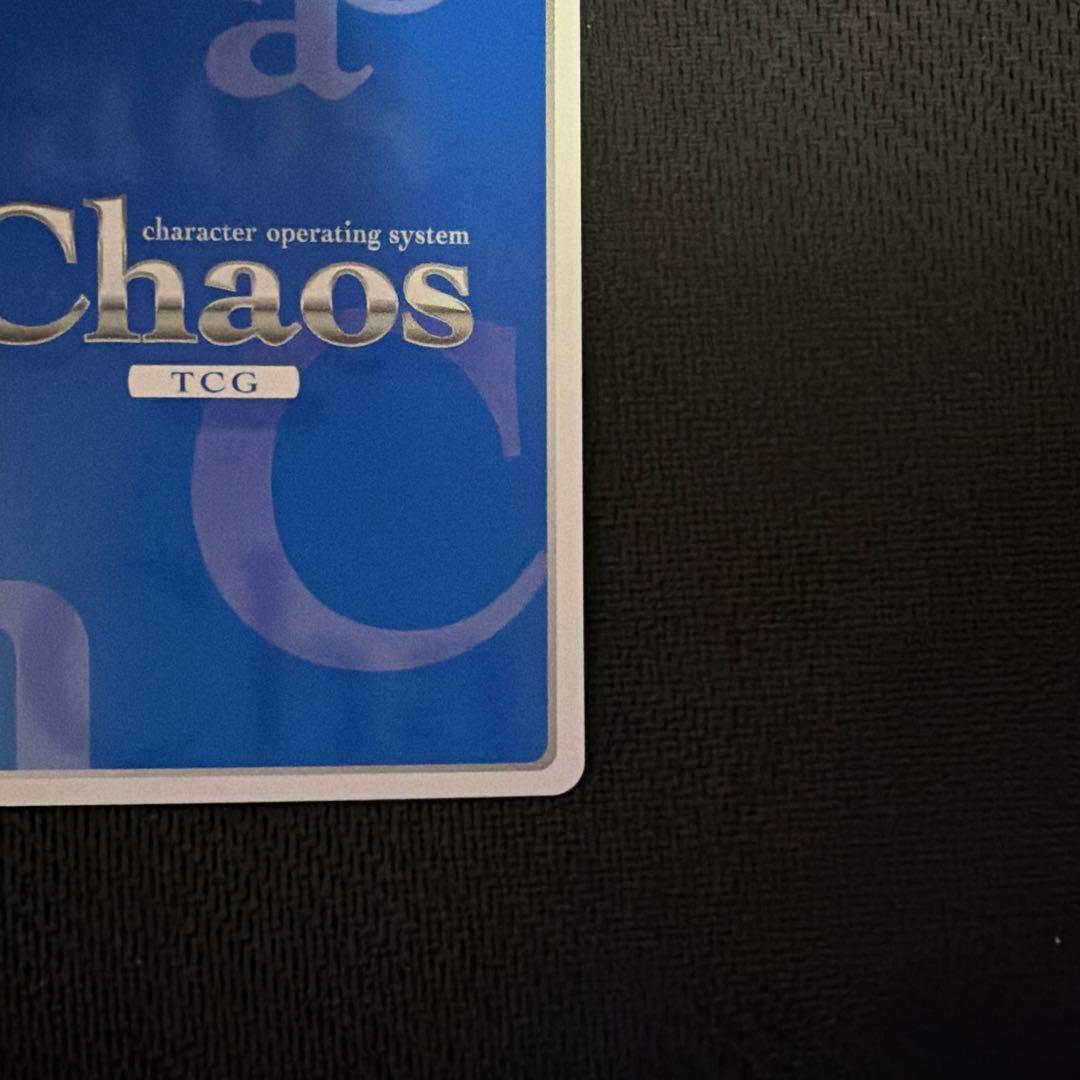 a
character operating system
Chaos
TCG
C
h